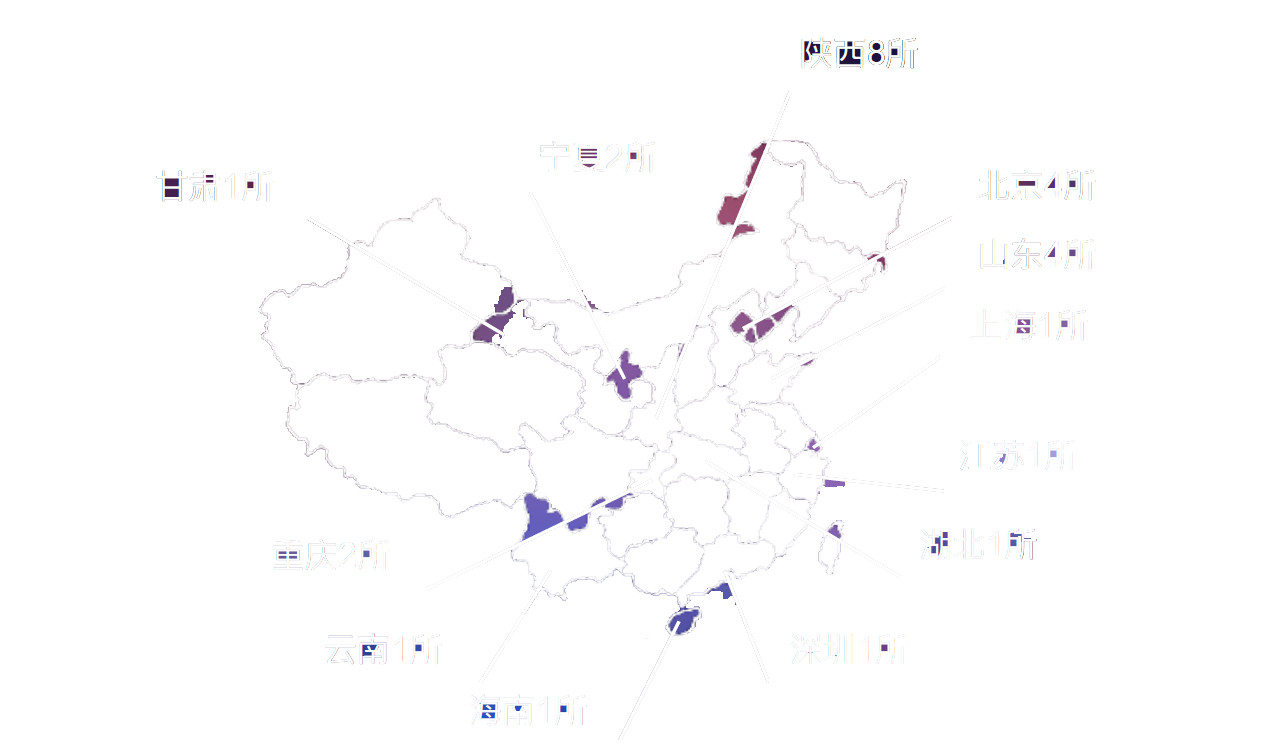 陕西8所
宁夏2所
甘肃1所
北京4所
山东4所
上海1所
江苏1所
湖北1所
重庆2所
云南1所
深圳1所
海南1所